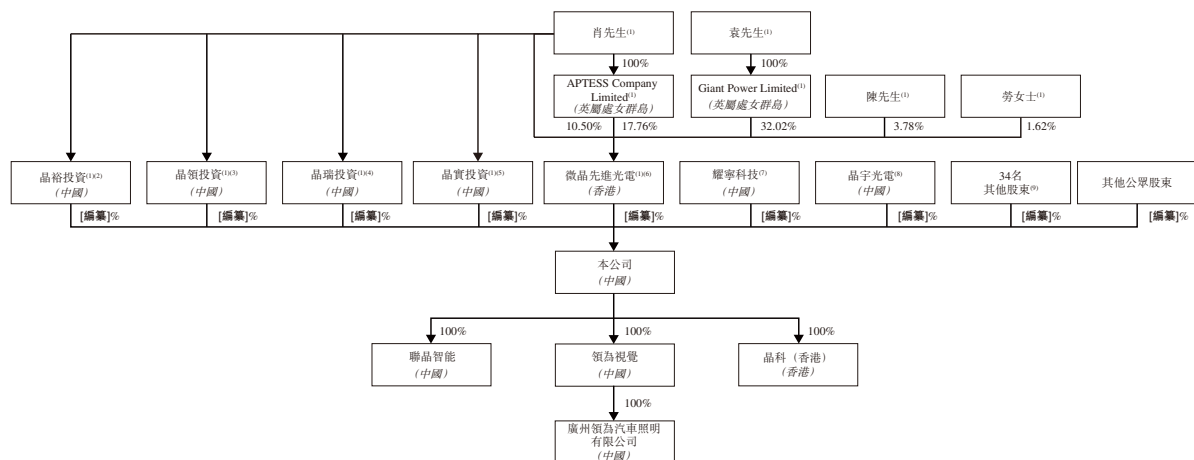 肖先生(1)
袁先生(1)
100%
100%
APTESS Company
Limited(1)
(英屬處女群島)
Giant Power Limited(1)
(英屬處女群島)
陳先生(1)
勞女士(1)
10.50%
17.76%
32.02%
3.78%
1.62%
晶裕投資(1)(2)
(中國)
晶領投資(1)(3)
(中國)
晶瑞投資(1)(4)
(中國)
晶實投資(1)(5)
(中國)
微晶先進光電(1)(6)
(香港)
耀寧科技(7)
(中國)
晶宇光電(8)
(中國)
34名
其他股東(9)
其他公眾股東
[編纂]%
[編纂]%
[編纂]%
[編纂]%
[編纂]%
[編纂]%
[編纂]%
[編纂]%
[編纂]%
本公司
(中國)
100%
100%
100%
聯晶智能
(中國)
領為視覺
(中國)
晶科（香港）
(香港)
100%
廣州領為汽車照明
有限公司
(中國)